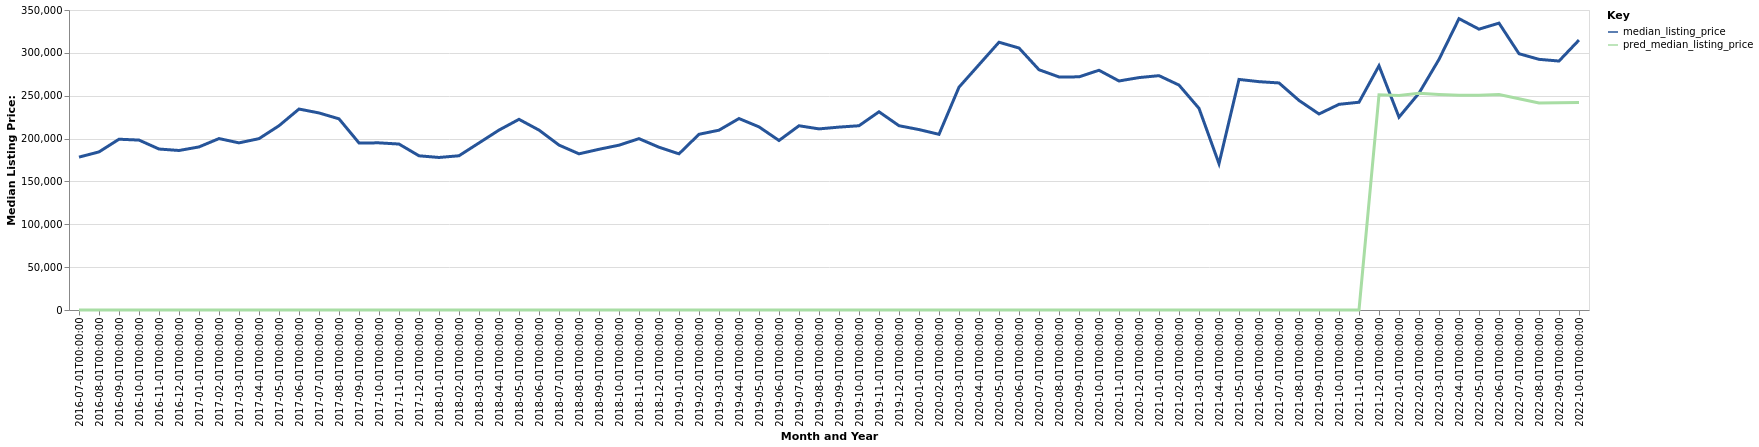 350,000
300,000
250,000
200,000
150,000
100,000
50,000
0
Median Listing Price:
2016-07-01T00:00:00
2016-08-01T00:00:00
2016-09-01T00:00:00
2016-10-01T00:00:00
2016-11-01T00:00:00
2016-12-01T00:00:00
2017-01-01T00:00:00
2017-02-01T00:00:00
2017-03-01T00:00:00
2017-04-01T00:00:00
2017-05-01T00:00:00
2017-06-01T00:00:00
2017-07-01T00:00:00
2017-08-01T00:00:00
2017-09-01T00:00:00
2017-10-01T00:00:00
2017-11-01T00:00:00
2017-12-01T00:00:00
2018-01-01T00:00:00
2018-02-01T00:00:00
2018-03-01T00:00:00
2018-04-01T00:00:00
2018-05-01T00:00:00
2018-06-01T00:00:00
2018-07-01T00:00:00
2018-08-01T00:00:00
2018-09-01T00:00:00
2018-10-01T00:00:00
2018-11-01T00:00:00
2018-12-01T00:00:00
2019-01-01T00:00:00
2019-02-01T00:00:00
2019-03-01T00:00:00
2019-04-01T00:00:00
2019-05-01T00:00:00
2019-06-01T00:00:00
2019-07-01T00:00:00
2019-08-01T00:00:00
2019-09-01T00:00:00
2019-10-01T00:00:00
2019-11-01T00:00:00
2019-12-01T00:00:00
2020-01-01T00:00:00
2020-02-01T00:00:00
2020-03-01T00:00:00
2020-04-01T00:00:00
2020-05-01T00:00:00
2020-06-01T00:00:00
2020-07-01T00:00:00
2020-08-01T00:00:00
2020-09-01T00:00:00
2020-10-01T00:00:00
2020-11-01T00:00:00
2020-12-01T00:00:00
2021-01-01T00:00:00
2021-02-01T00:00:00
2021-03-01T00:00:00
2021-04-01T00:00:00
2021-05-01T00:00:00
2021-06-01T00:00:00
2021-07-01T00:00:00
2021-08-01T00:00:00
2021-09-01T00:00:00
2021-10-01T00:00:00
2021-11-01T00:00:00
2021-12-01T00:00:00
2022-01-01T00:00:00
2022-02-01T00:00:00
2022-03-01T00:00:00
2022-04-01T00:00:00
2022-05-01T00:00:00
2022-06-01T00:00:00
2022-07-01T00:00:00
2022-08-01T00:00:00
2022-09-01T00:00:00
2022-10-01T00:00:00
Month and Year
Key
median_listing_price
pred_median_listing_price